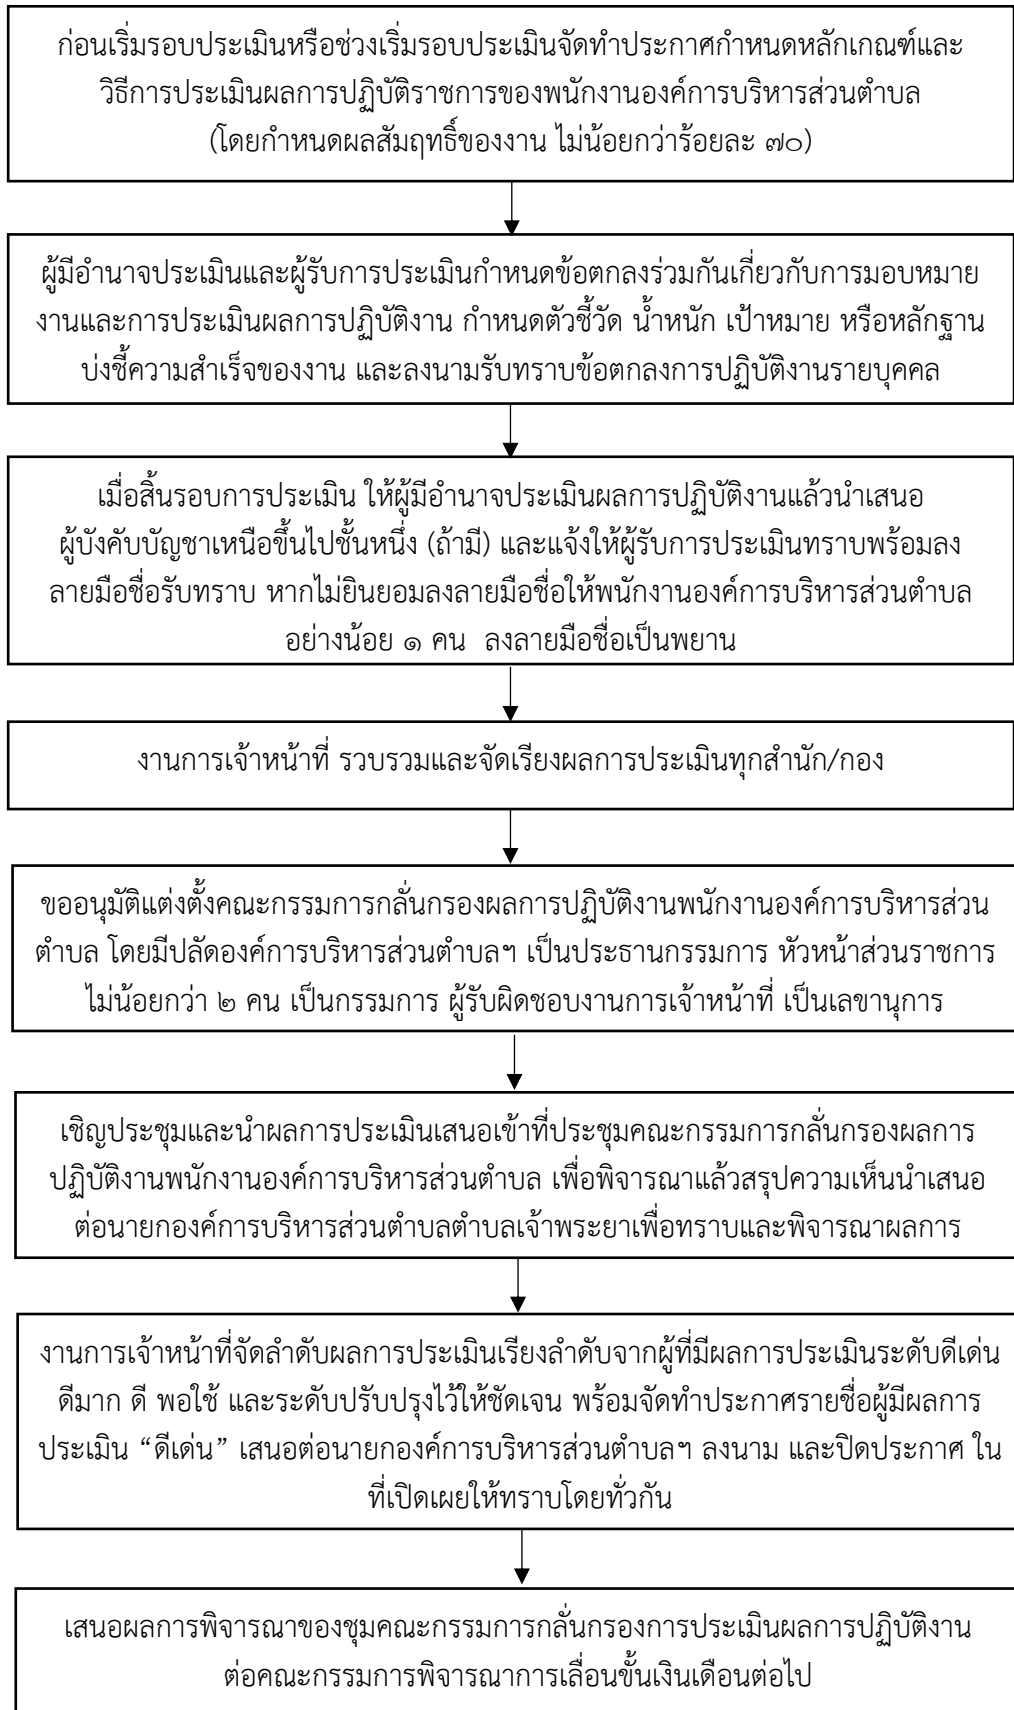 ก่อนเริ่มรอบประเมินหรือช่วงเริ่มรอบประเมินจัดทำประกาศกำหนดหลักเกณฑ์และ
วิธีการประเมินผลการปฏิบัติราชการของพนักงานองค์การบริหารส่วนตำบล
(โดยกำหนดผลสัมฤทธิ์ของงาน ไม่น้อยกว่าร้อยละ ๗๐)
ผู้มีอำนาจประเมินและผู้รับการประเมินกำหนดข้อตกลงร่วมกันเกี่ยวกับการมอบหมาย
งานและการประเมินผลการปฏิบัติงาน กำหนดตัวชี้วัด น้ำหนัก เป้าหมาย หรือหลักฐาน
บ่งชี้ความสำเร็จของงาน และลงนามรับทราบข้อตกลงการปฏิบัติงานรายบุคคล
เมื่อสิ้นรอบการประเมิน ให้ผู้มีอำนาจประเมินผลการปฏิบัติงานแล้วนำเสนอ
ผู้บังคับบัญชาเหนือขึ้นไปชั้นหนึ่ง (ถ้ามี) และแจ้งให้ผู้รับการประเมินทราบพร้อมลง
ลายมือชื่อรับทราบ หากไม่ยินยอมลงลายมือชื่อให้พนักงานองค์การบริหารส่วนตำบล
อย่างน้อย ๑ คน ลงลายมือชื่อเป็นพยาน
งานการเจ้าหน้าที่ รวบรวมและจัดเรียงผลการประเมินทุกสำนัก/กอง
ขออนุมัติแต่งตั้งคณะกรรมการกลั่นกรองผลการปฏิบัติงานพนักงานองค์การบริหารส่วน
ตำบล โดยมีปลัดองค์การบริหารส่วนตำบลฯ เป็นประธานกรรมการ หัวหน้าส่วนราชการ
ไม่น้อยกว่า ๒ คน เป็นกรรมการ ผู้รับผิดชอบงานการเจ้าหน้าที่ เป็นเลขานุการ
เชิญประชุมและนำผลการประเมินเสนอเข้าที่ประชุมคณะกรรมการกลั่นกรองผลการ
ปฏิบัติงานพนักงานองค์การบริหารส่วนตำบล เพื่อพิจารณาแล้วสรุปความเห็นนำเสนอ
ต่อนายกองค์การบริหารส่วนตำบลตำบลเจ้าพระยาเพื่อทราบและพิจารณาผลการ
งานการเจ้าหน้าที่จัดลำดับผลการประเมินเรียงลำดับจากผู้ที่มีผลการประเมินระดับดีเด่น
ดีมาก ดี พอใช้ และระดับปรับปรุงไว้ให้ชัดเจน พร้อมจัดทำประกาศรายชื่อผู้มีผลการ
ประเมิน “ดีเด่น” เสนอต่อนายกองค์การบริหารส่วนตำบลฯ ลงนาม และปิดประกาศ ใน
ที่เปิดเผยให้ทราบโดยทั่วกัน
เสนอผลการพิจารณาของชุมคณะกรรมการกลั่นกรองการประเมินผลการปฏิบัติงาน
ต่อคณะกรรมการพิจารณาการเลื่อนขั้นเงินเดือนต่อไป